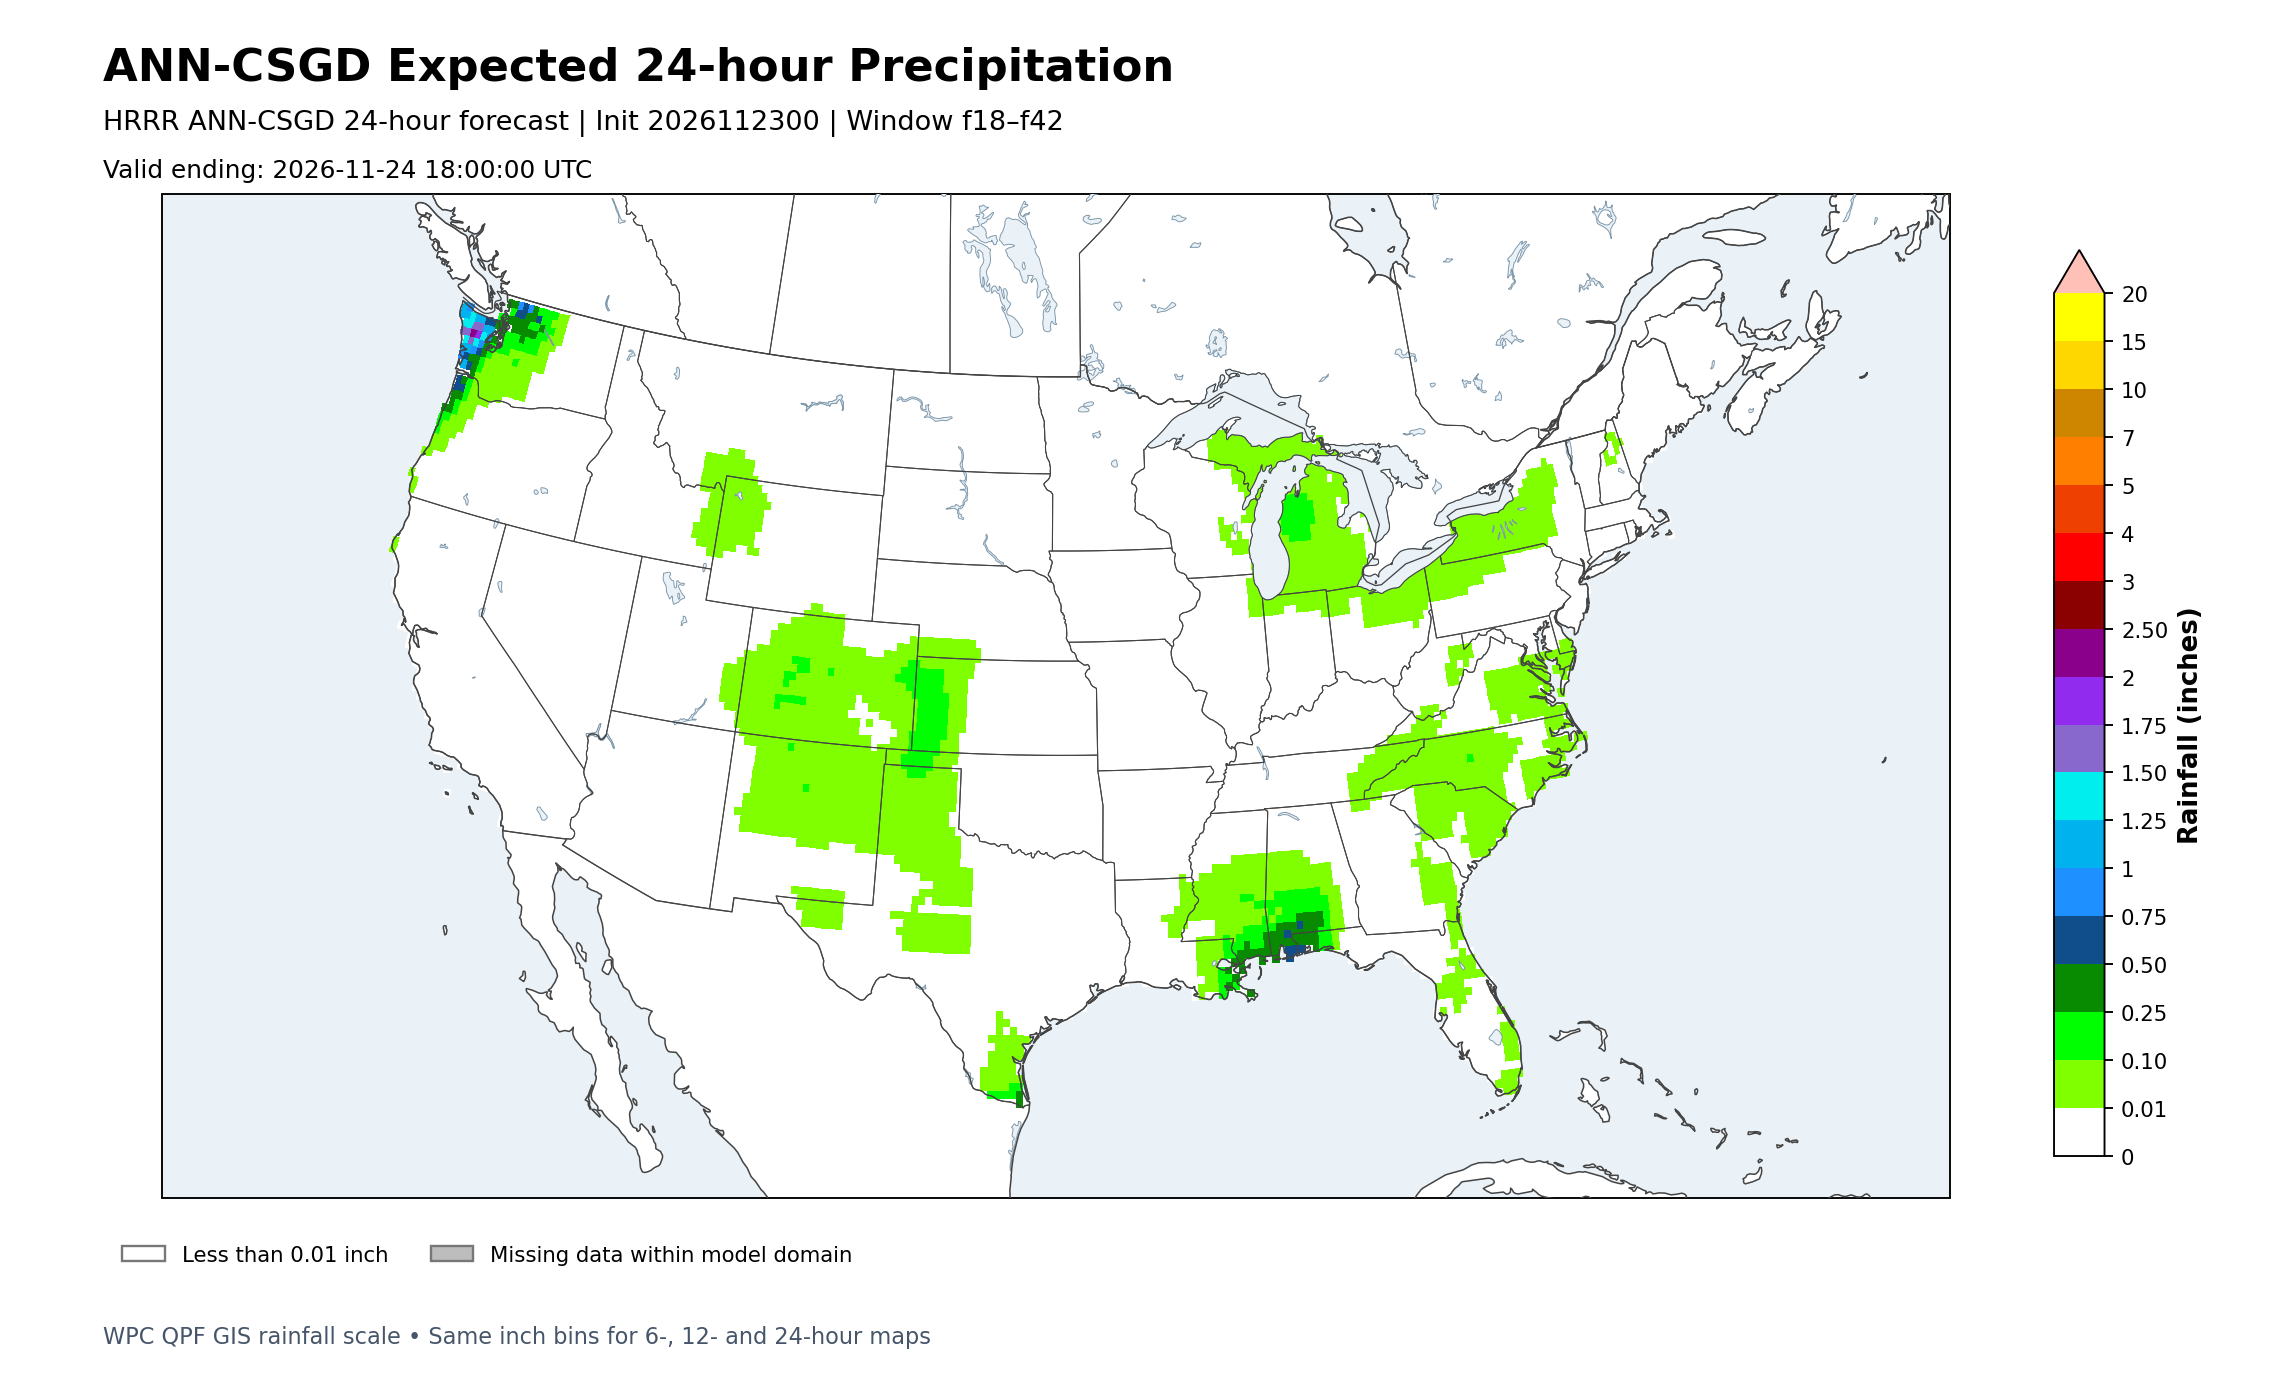 ANN-CSGD Expected 24-hour Precipitation
HRRR ANN-CSGD 24-hour forecast | Init 2026112300 | Window f18–f42
Valid ending: 2026-11-24 18:00:00 UTC
20
15
10
7
5
4
3
2.50
2
1.75
1.50
1.25
1
0.75
0.50
0.25
0.10
0.01
0
Rainfall (inches)
Less than 0.01 inch
Missing data within model domain
WPC QPF GIS rainfall scale • Same inch bins for 6-, 12- and 24-hour maps